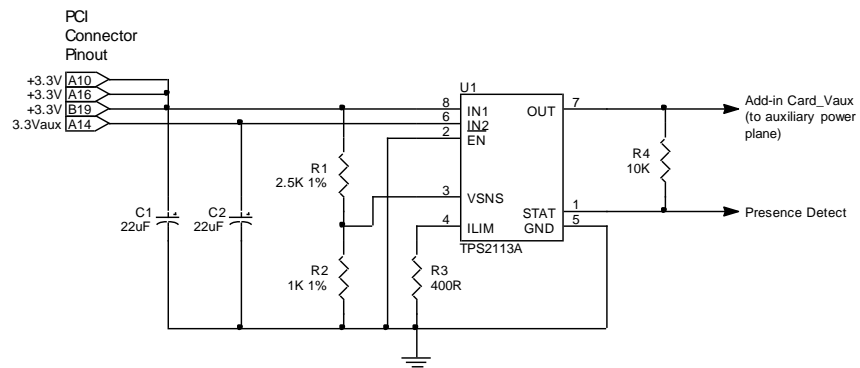 PCI
Connector
Pinout
+3.3V A10
+3.3V A16
+3.3V B19
3.3Vaux A14
U1
8 IN1 OUT 7
6 IN2
2 EN
R1
2.5K 1%
R4
10K
Add-in Card_Vaux
(to auxiliary power
plane)
3 VSNS
C1
22uF
C2
22uF
4 ILIM
STAT 1
GND 5
TPS2113A
Presence Detect
R2
1K 1%
R3
400R